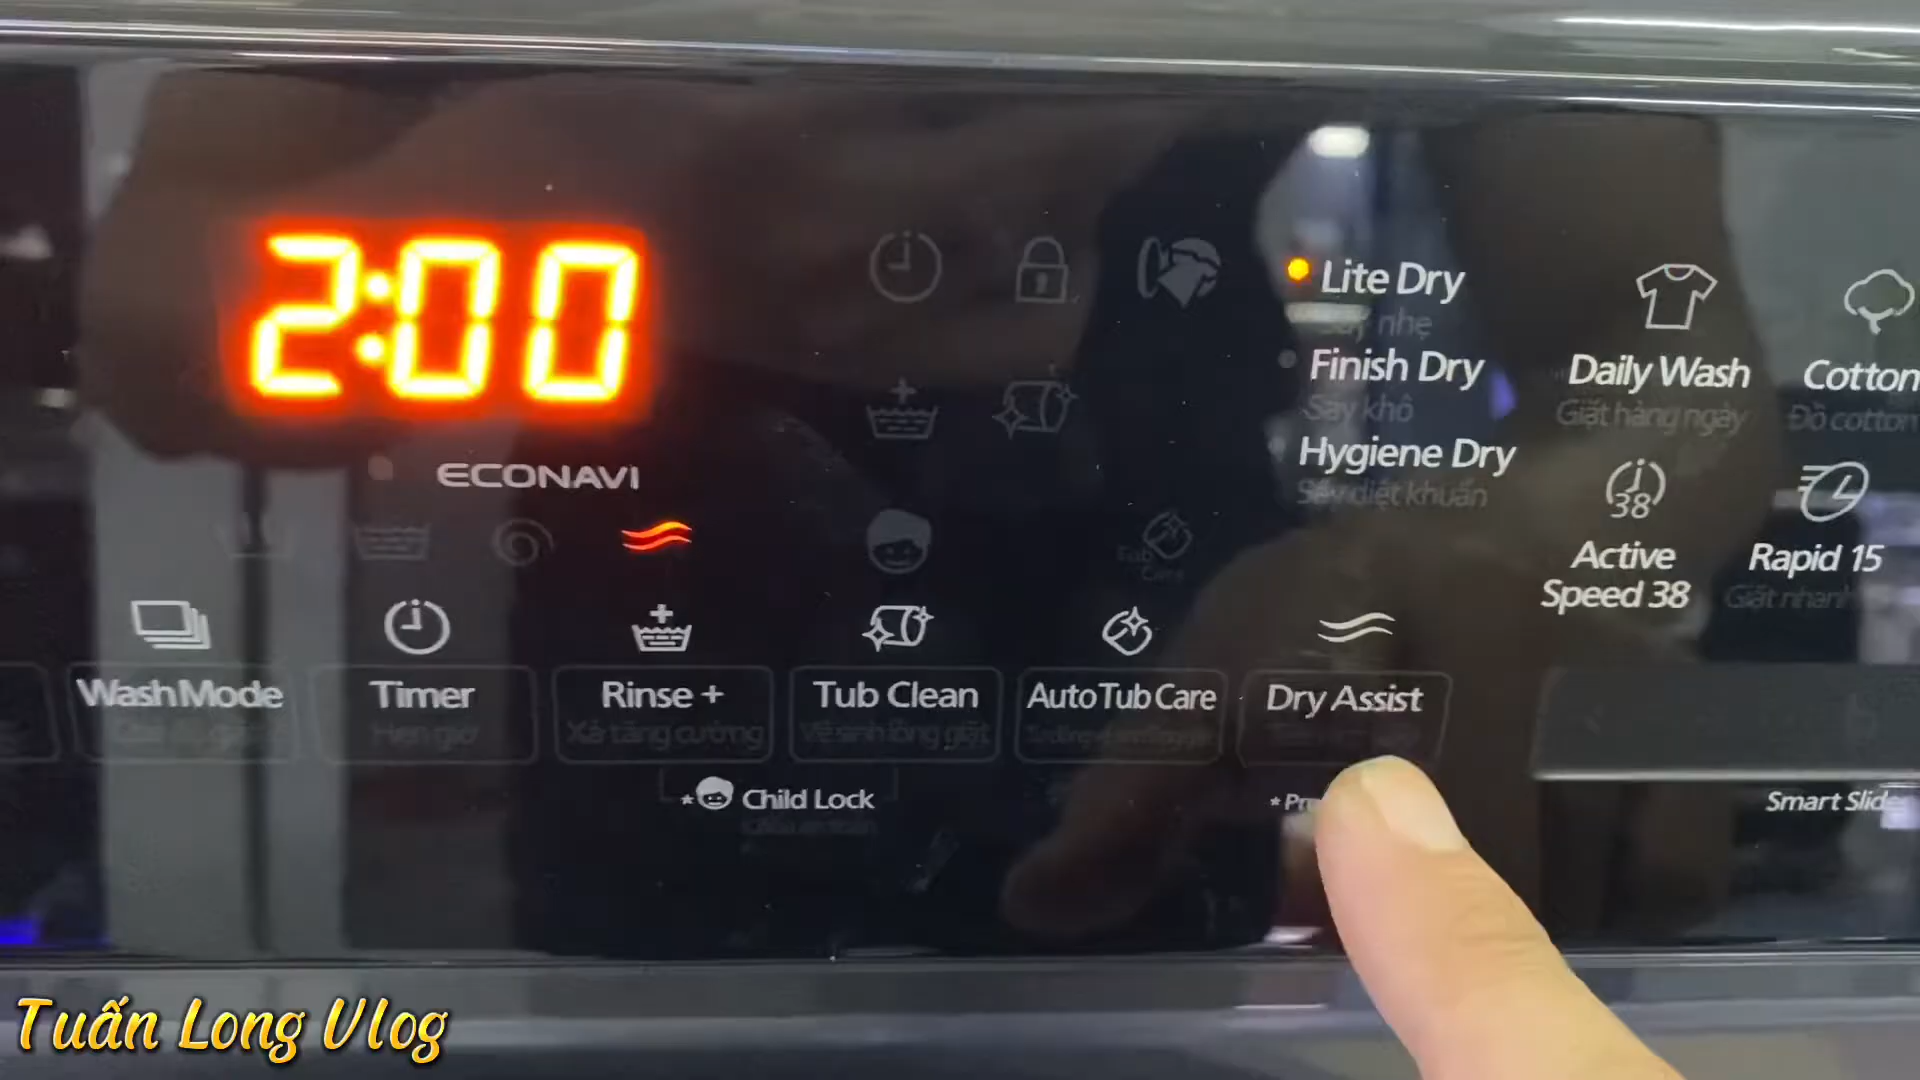 2:00
ECONAVI
Lite Dry
Sấy nhẹ
Finish Dry
Sấy khô
Hygiene Dry
Sấy diệt khuẩn
Daily Wash
Giặt hàng ngày
Cotton
Đồ cotton
38
Active
Speed 38
Rapid 15
Giặt nhanh
Tub
Care
Wash Mode
Timer
Hẹn giờ
Rinse +
Xả tăng cường
Tub Clean
Vệ sinh lồng giặt
Auto Tub Care
Dry Assist
* Child Lock
Smart Slide
Tuấn Long Vlog